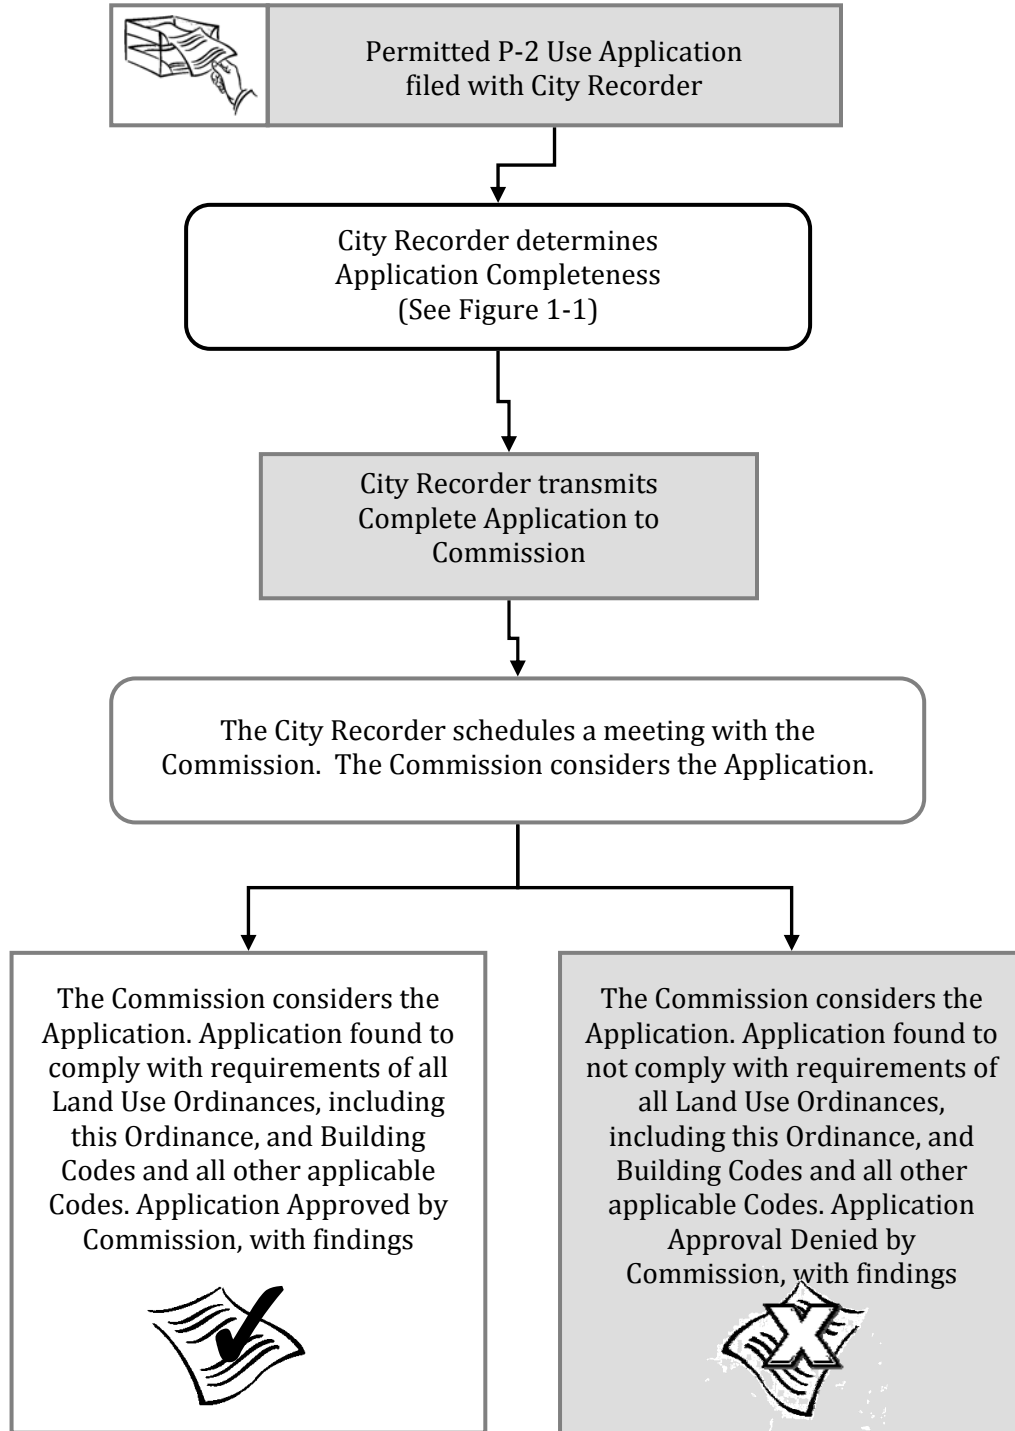 Permitted P-2 Use Application
filed with City Recorder
City Recorder determines
Application Completeness
(See Figure 1-1)
City Recorder transmits
Complete Application to
Commission
The City Recorder schedules a meeting with the
Commission.  The Commission considers the Application.
The Commission considers the
Application. Application found to
comply with requirements of all
Land Use Ordinances, including
this Ordinance, and Building
Codes and all other applicable
Codes. Application Approved by
Commission, with findings
The Commission considers the
Application. Application found to
not comply with requirements of
all Land Use Ordinances,
including this Ordinance, and
Building Codes and all other
applicable Codes. Application
Approval Denied by
Commission, with findings